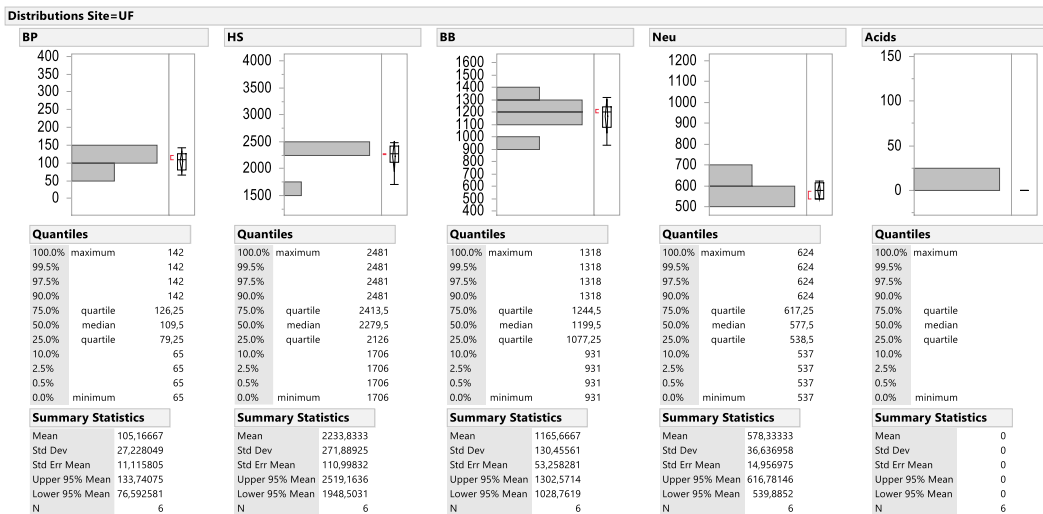 Distributions Site=UF
BP HS BB Neu Acids
400
350
300
250
200
150
100
50
0
4000
3500
3000
2500
2000
1500
1600
1500
1400
1300
1200
1100
1000
900
800
700
600
500
400
1200
1100
1000
900
800
700
600
500
150
100
50
0
Quantiles Quantiles Quantiles Quantiles Quantiles
100.0% maximum 142 100.0% maximum 2481 100.0% maximum 1318 100.0% maximum 624 100.0% maximum
99.5% 142 99.5% 2481 99.5% 1318 99.5% 624 99.5%
97.5% 142 97.5% 2481 97.5% 1318 97.5% 624 97.5%
90.0% 142 90.0% 2481 90.0% 1318 90.0% 624 90.0%
75.0% quartile 126,25 75.0% quartile 2413,5 75.0% quartile 1244,5 75.0% quartile 617,25 75.0% quartile
50.0% median 109,5 50.0% median 2279,5 50.0% median 1199,5 50.0% median 577,5 50.0% median
25.0% quartile 79,25 25.0% quartile 2126 25.0% quartile 1077,25 25.0% quartile 538,5 25.0% quartile
10.0% 65 10.0% 1706 10.0% 931 10.0% 537 10.0%
2.5% 65 2.5% 1706 2.5% 931 2.5% 537 2.5%
0.5% 65 0.5% 1706 0.5% 931 0.5% 537 0.5%
0.0% minimum 65 0.0% minimum 1706 0.0% minimum 931 0.0% minimum 537 0.0% minimum
Summary Statistics Summary Statistics Summary Statistics Summary Statistics Summary Statistics
Mean 105,16667 Mean 2233,8333 Mean 1165,6667 Mean 578,33333 Mean 0
Std Dev 27,228049 Std Dev 271,88925 Std Dev 130,45561 Std Dev 36,636958 Std Dev 0
Std Err Mean 11,115805 Std Err Mean 110,99832 Std Err Mean 53,258281 Std Err Mean 14,956975 Std Err Mean 0
Upper 95% Mean 133,74075 Upper 95% Mean 2519,1636 Upper 95% Mean 1302,5714 Upper 95% Mean 616,78146 Upper 95% Mean 0
Lower 95% Mean 76,592581 Lower 95% Mean 1948,5031 Lower 95% Mean 1028,7619 Lower 95% Mean 539,8852 Lower 95% Mean 0
N 6 N 6 N 6 N 6 N 6